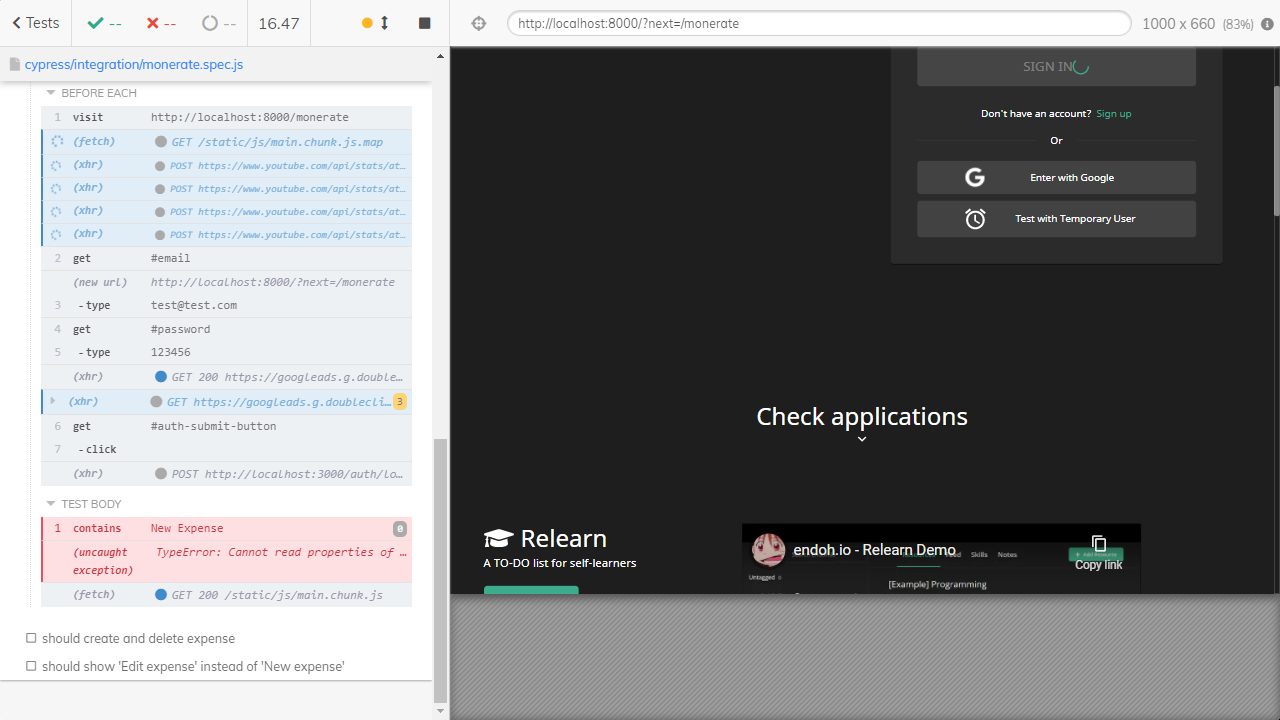 Tests -- -- -- 16.47
http://localhost:8000/?next=/monerate 1000 x 660 (83%)
cypress/integration/monerate.spec.js
BEFORE EACH
1 visit http://localhost:8000/monerate
(fetch) GET /static/js/main.chunk.js.map
(xhr) POST https://www.youtube.com/api/stats/at…
(xhr) POST https://www.youtube.com/api/stats/at…
(xhr) POST https://www.youtube.com/api/stats/at…
(xhr) POST https://www.youtube.com/api/stats/at…
2 get #email
(new url) http://localhost:8000/?next=/monerate
3 -type test@test.com
4 get #password
5 -type 123456
(xhr) GET 200 https://googleads.g.double…
(xhr) GET https://googleads.g.doublecli… 3
6 get #auth-submit-button
7 -click
(xhr) POST http://localhost:3000/auth/lo…
TEST BODY
1 contains New Expense 0
(uncaught exception) TypeError: Cannot read properties of …
(fetch) GET 200 /static/js/main.chunk.js
should create and delete expense
should show 'Edit expense' instead of 'New expense'
SIGN IN
Don't have an account? Sign up
Or
Enter with Google
Test with Temporary User
Check applications
Relearn
A TO-DO list for self-learners
endoh.io - Relearn Demo
Skills Notes
+ Add Resource
Copy link
Untagged
[Example] Programming